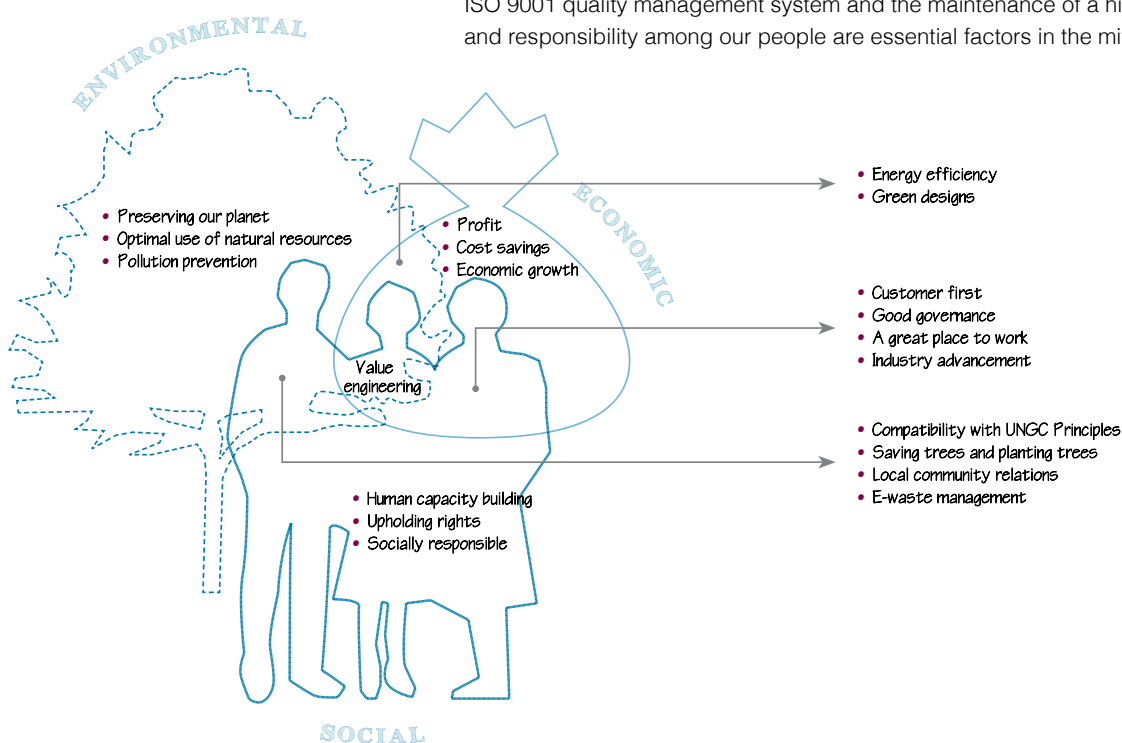 ISO 9001 quality management system and the maintenance of a hi
and responsibility among our people are essential factors in the mi
ENVIRONMENTAL
ECONOMIC
• Energy efficiency
• Green designs
• Preserving our planet
• Optimal use of natural resources
• Pollution prevention
• Profit
• Cost savings
• Economic growth
• Customer first
• Good governance
• A great place to work
• Industry advancement
Value
engineering
• Compatibility with UNGC Principles
• Saving trees and planting trees
• Local community relations
• E-waste management
• Human capacity building
• Upholding rights
• Socially responsible
SOCIAL